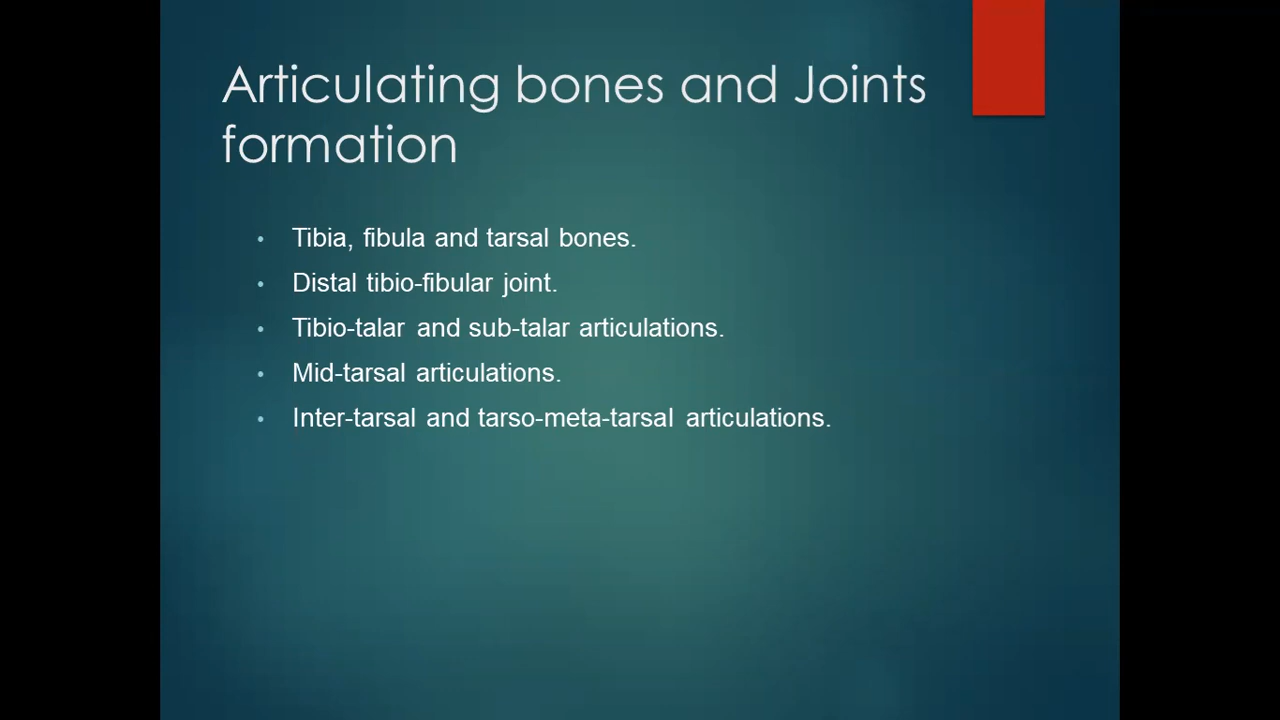 Articulating bones and Joints
formation
• Tibia, fibula and tarsal bones.
• Distal tibio-fibular joint.
• Tibio-talar and sub-talar articulations.
• Mid-tarsal articulations.
• Inter-tarsal and tarso-meta-tarsal articulations.